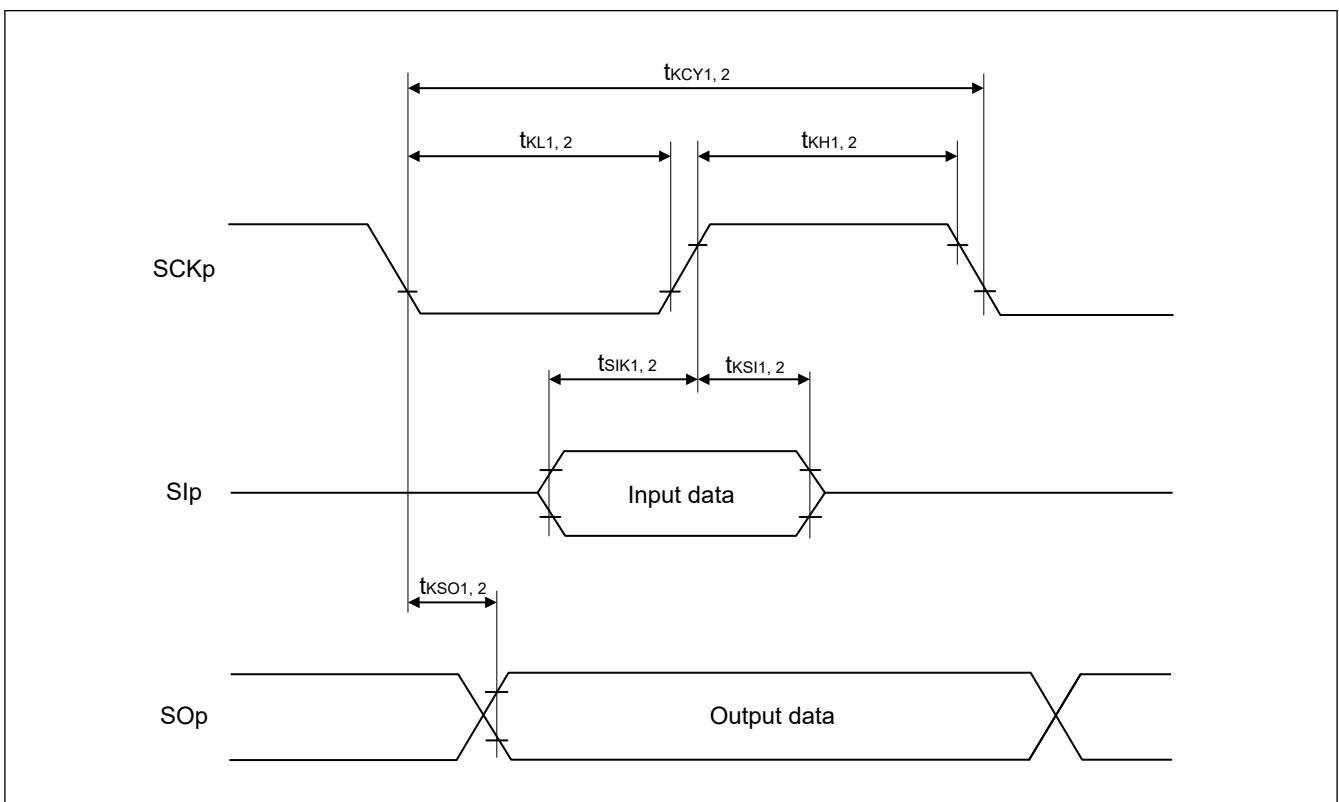 tKCY1, 2
tKL1, 2
tKH1, 2
SCKp
tSIK1, 2
tKSI1, 2
SIp
Input data
tKSO1, 2
SOp
Output data